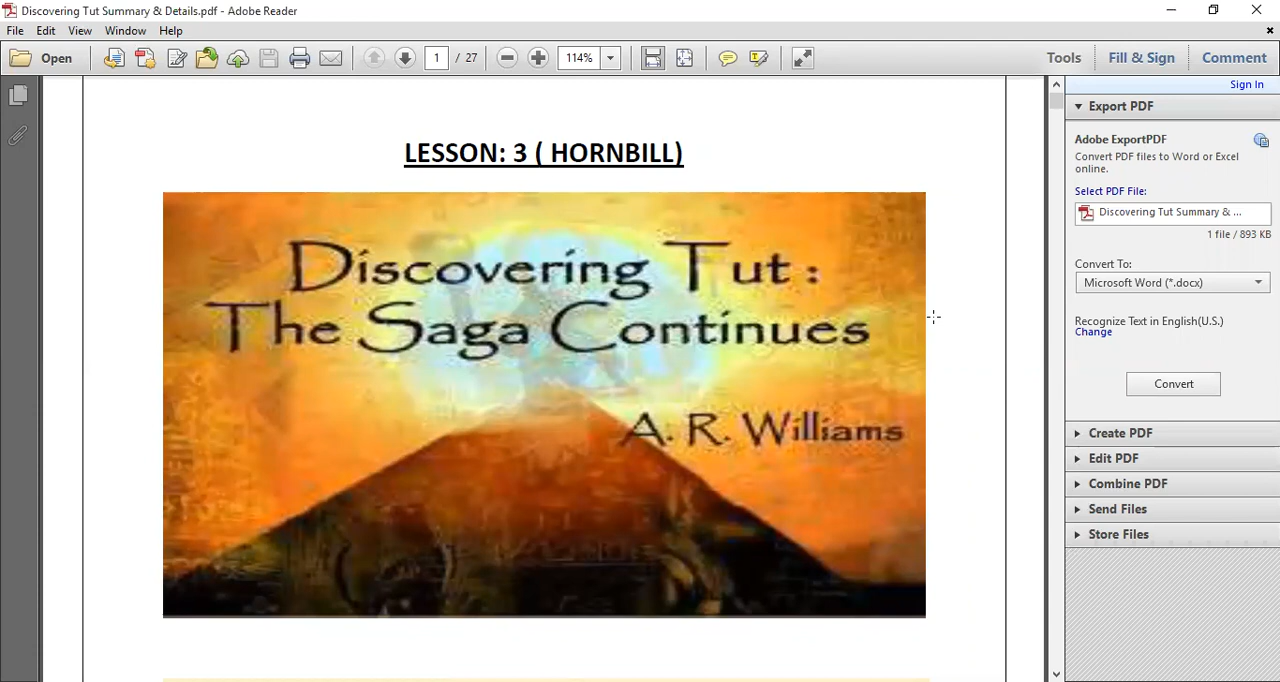 Discovering Tut Summary & Details.pdf - Adobe Reader
File Edit View Window Help
Open 1 / 27 114% Tools Fill & Sign Comment
Sign In
Export PDF
Adobe ExportPDF
Convert PDF files to Word or Excel
online.
Select PDF File:
Discovering Tut Summary & ...
1 file / 893 KB
Convert To:
Microsoft Word (*.docx)
Recognize Text in English(U.S.)
Change
Convert
Create PDF
Edit PDF
Combine PDF
Send Files
Store Files
LESSON: 3 ( HORNBILL)
Discovering Tut :
The Saga Continues
A. R. Williams